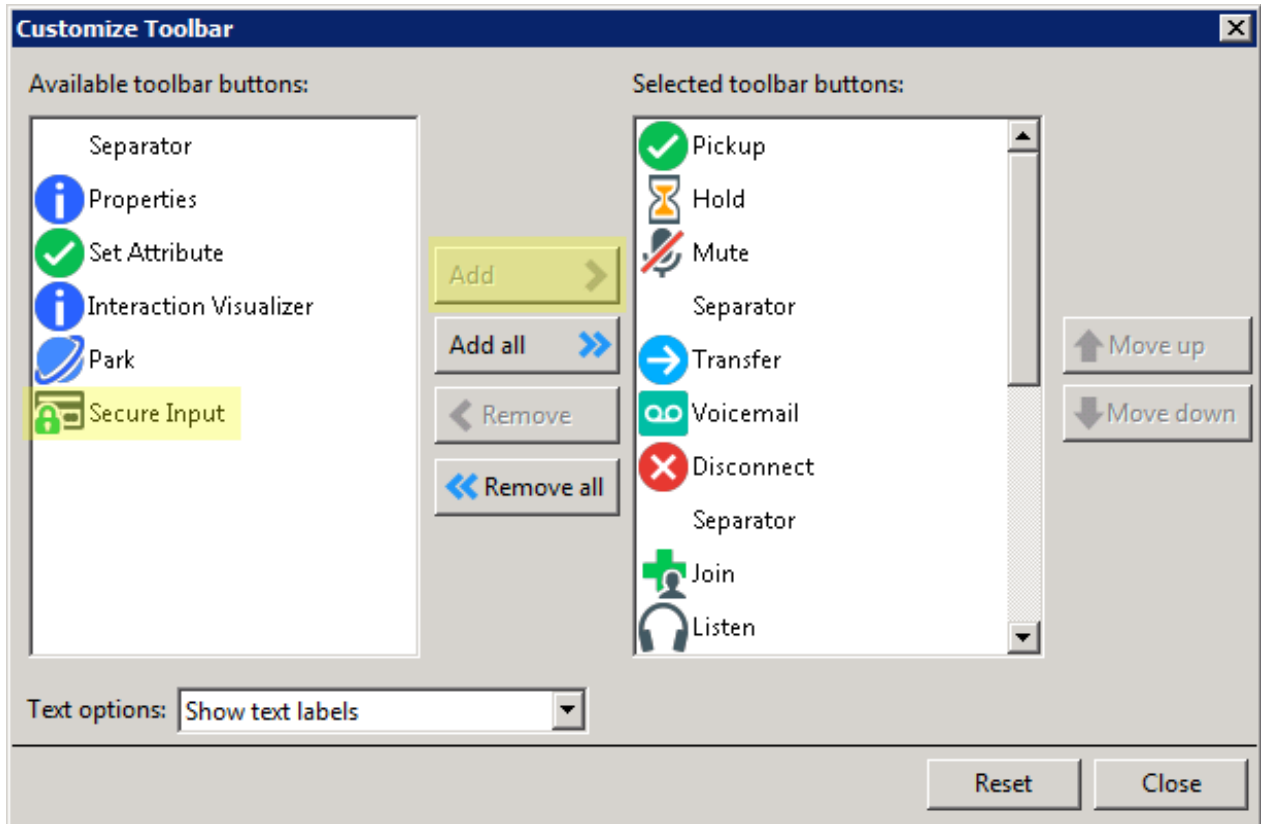 Customize Toolbar
Available toolbar buttons:
Separator
Properties
Set Attribute
Interaction Visualizer
Park
Secure Input
Add
Add all
Remove
Remove all
Selected toolbar buttons:
Pickup
Hold
Mute
Separator
Transfer
Voicemail
Disconnect
Separator
Join
Listen
Move up
Move down
Text options: Show text labels
Reset Close